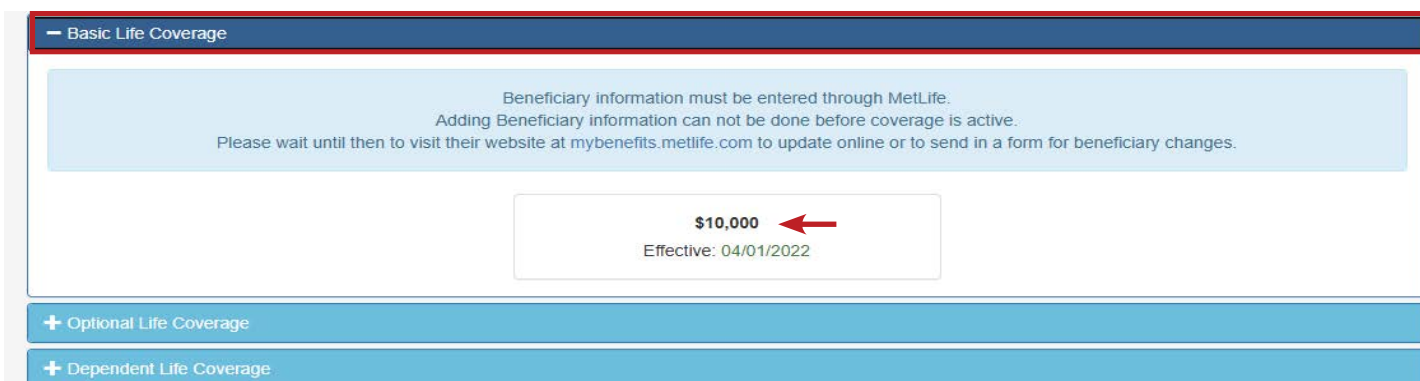 Basic Life Coverage
Beneficiary information must be entered through MetLife.
Adding Beneficiary information can not be done before coverage is active.
Please wait until then to visit their website at mybenefits.metlife.com to update online or to send in a form for beneficiary changes.
$10,000
Effective: 04/01/2022
Optional Life Coverage
Dependent Life Coverage